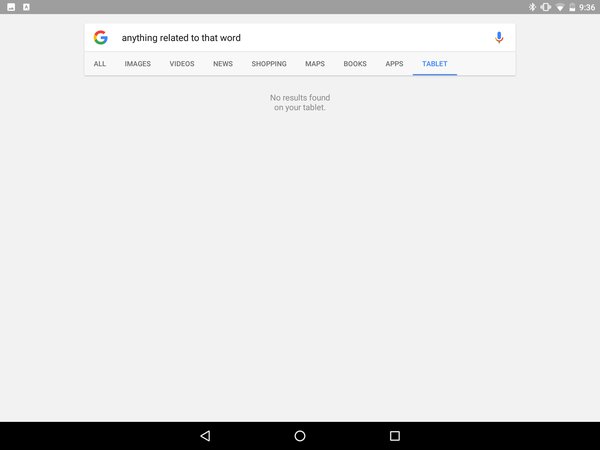 9:36
anything related to that word
ALL IMAGES VIDEOS NEWS SHOPPING MAPS BOOKS APPS TABLET
No results found
on your tablet.